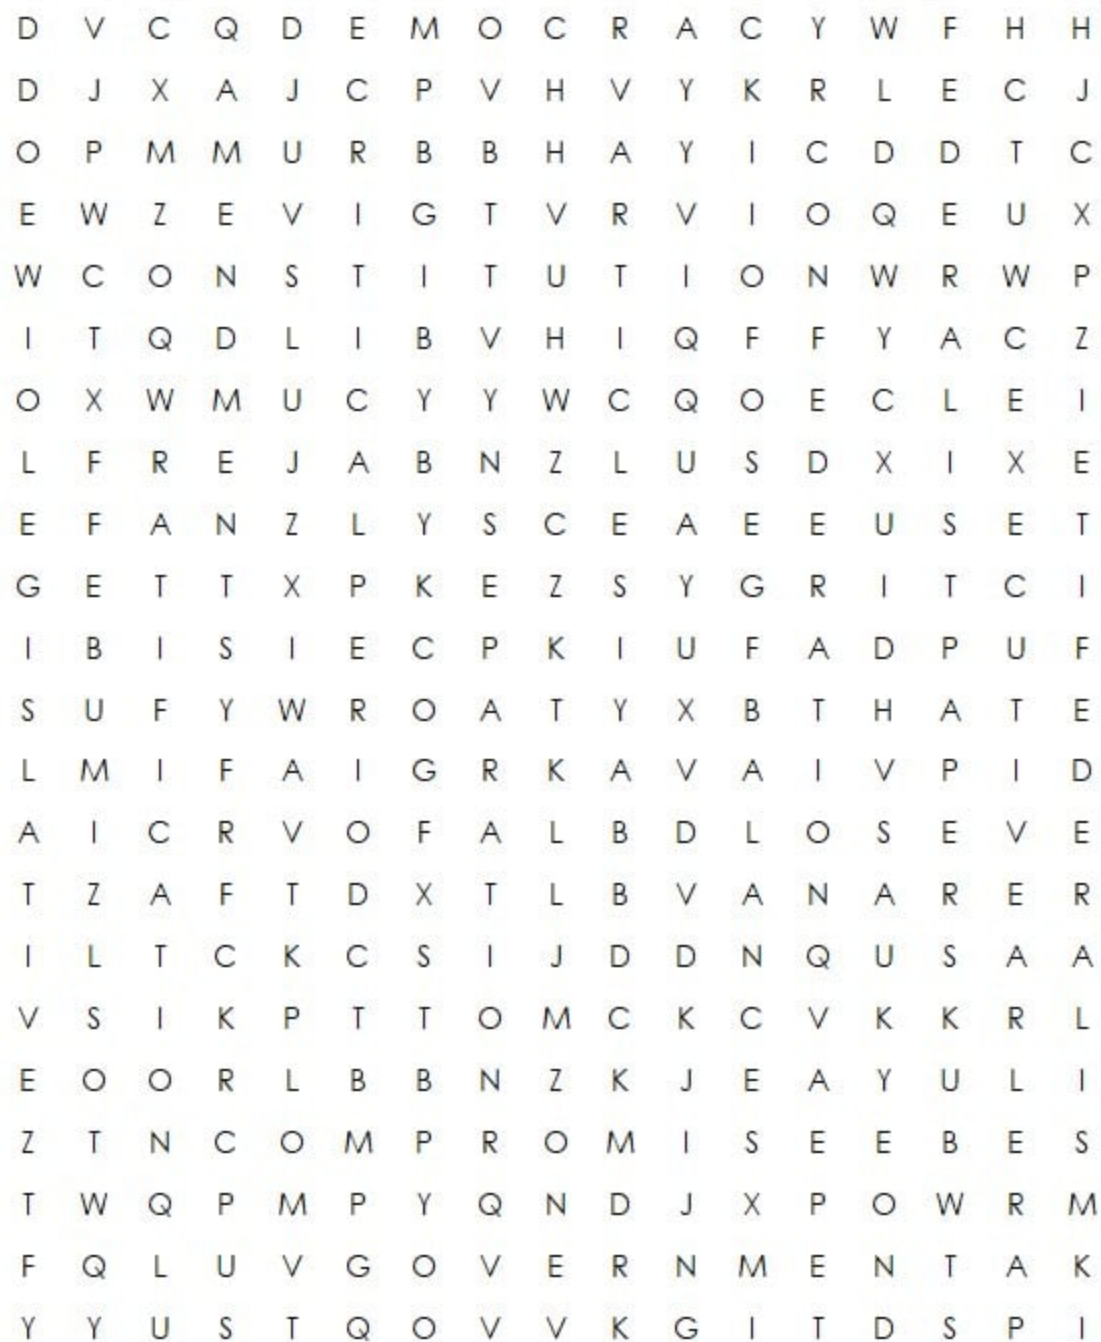 D V C Q D E M O C R A C Y W F H H
D J X A J C P V H V Y K R L E C J
O P M M U R B B H A Y I C D D T C
E W Z E V I G T V R V I O Q E U X
W C O N S T I T U T I O N W R W P
I T Q D L I B V H I Q F F Y A C Z
O X W M U C Y Y W C Q O E C L E I
L F R E J A B N Z L U S D X I X E
E F A N Z L Y S C E A E E U S E T
G E T T X P K E Z S Y G R I T C I
I B I S I E C P K I U F A D P U F
S U F Y W R O A T Y X B T H A T E
L M I F A I G R K A V A I V P I D
A I C R V O F A L B D L O S E V E
T Z A F T D X T L B V A N A R E R
I L T C K C S I J D D N Q U S A A
V S I K P T T O M C K C V K K R L
E O O R L B B N Z K J E A Y U L I
Z T N C O M P R O M I S E E B E S
T W Q P M P Y Q N D J X P O W R M
F Q L U V G O V E R N M E N T A K
Y Y U S T Q O V V K G I T D S P I